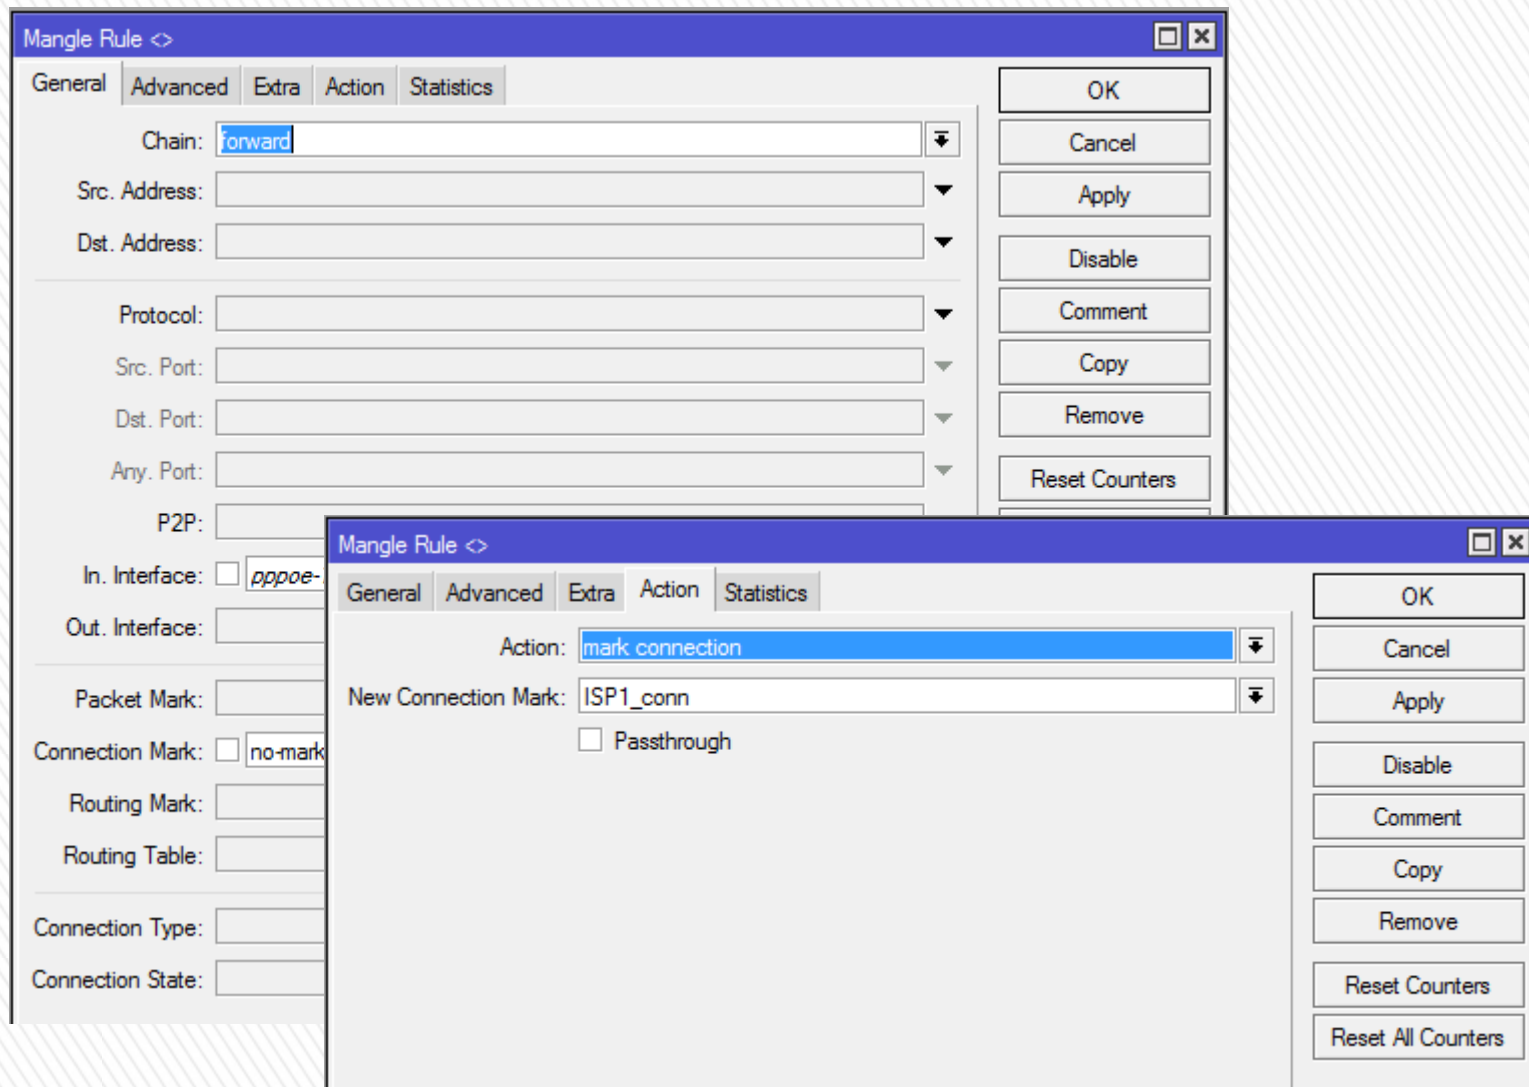 Mangle Rule <>
General Advanced Extra Action Statistics
Chain: forward
Src. Address:
Dst. Address:
Protocol:
Src. Port:
Dst. Port:
Any. Port:
P2P:
In. Interface: pppoe-
Out. Interface:
Packet Mark:
Connection Mark: no-mark
Routing Mark:
Routing Table:
Connection Type:
Connection State:
OK
Cancel
Apply
Disable
Comment
Copy
Remove
Reset Counters
Mangle Rule <>
General Advanced Extra Action Statistics
Action: mark connection
New Connection Mark: ISP1_conn
Passthrough
OK
Cancel
Apply
Disable
Comment
Copy
Remove
Reset Counters
Reset All Counters